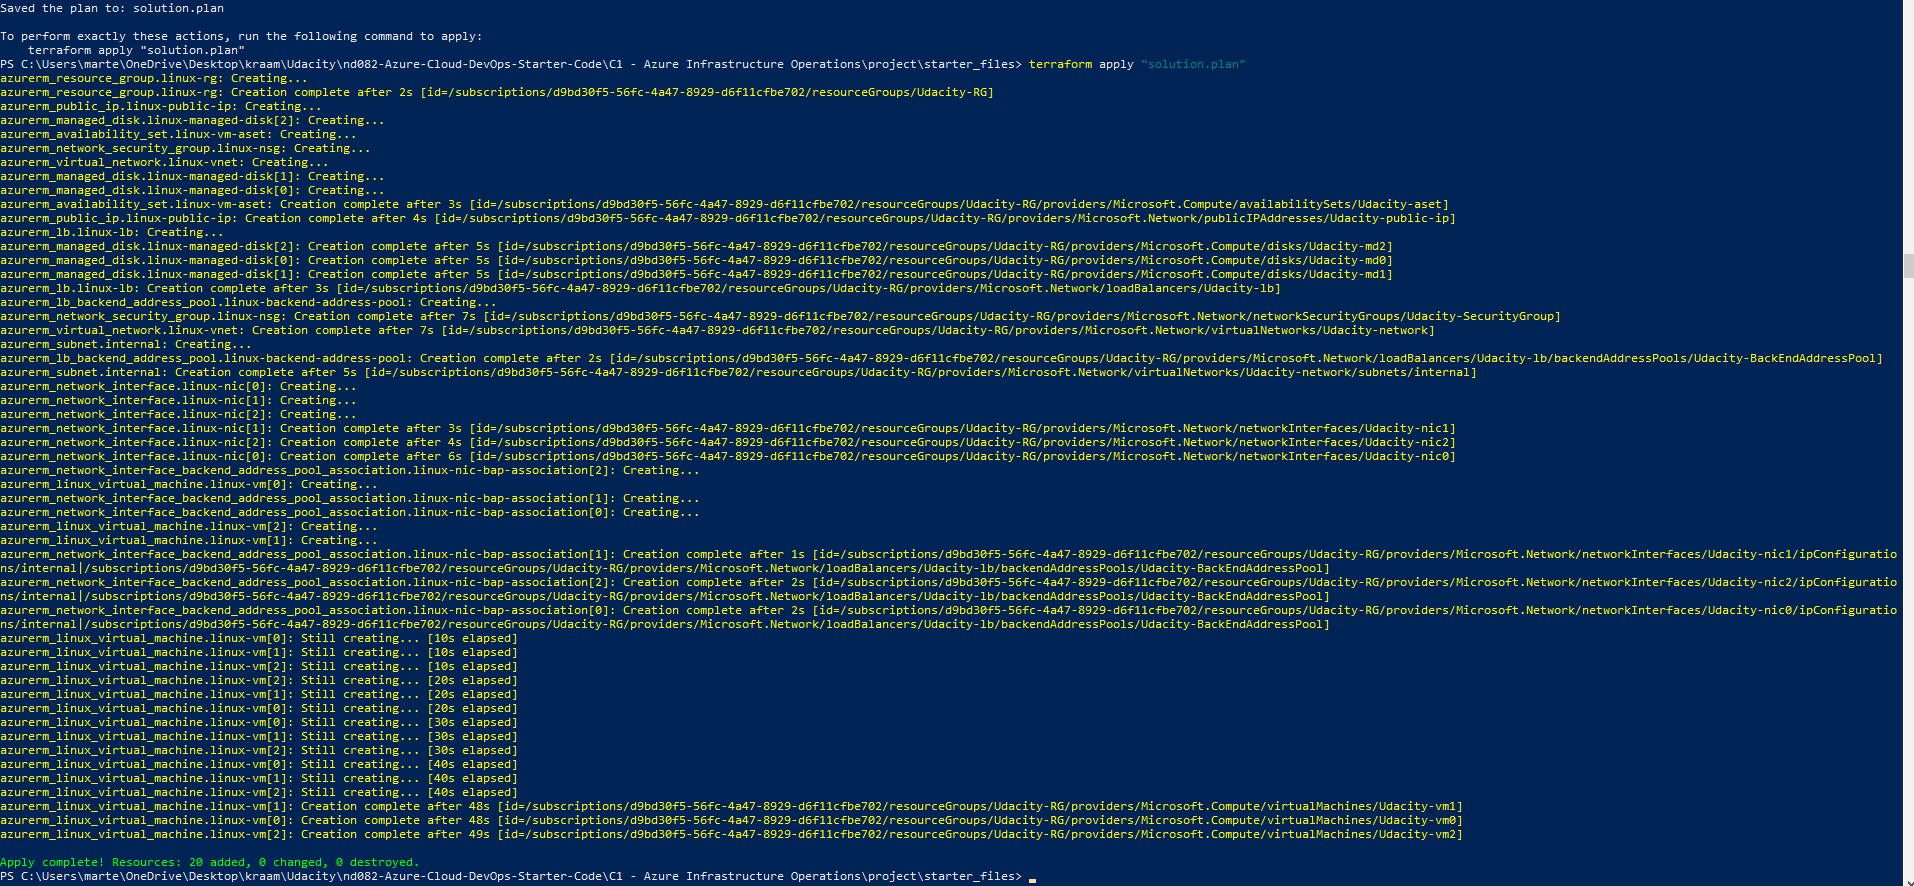 Saved the plan to: solution.plan
To perform exactly these actions, run the following command to apply:
    terraform apply "solution.plan"
PS C:\Users\marte\OneDrive\Desktop\kraam\Udacity\nd082-Azure-Cloud-DevOps-Starter-Code\C1 - Azure Infrastructure Operations\project\starter_files> terraform apply "solution.plan"
azurerm_resource_group.linux-rg: Creating...
azurerm_resource_group.linux-rg: Creation complete after 2s [id=/subscriptions/d9bd30f5-56fc-4a47-8929-d6f11cfbe702/resourceGroups/Udacity-RG]
azurerm_public_ip.linux-public-ip: Creating...
azurerm_managed_disk.linux-managed-disk[2]: Creating...
azurerm_availability_set.linux-vm-aset: Creating...
azurerm_network_security_group.linux-nsg: Creating...
azurerm_virtual_network.linux-vnet: Creating...
azurerm_managed_disk.linux-managed-disk[1]: Creating...
azurerm_managed_disk.linux-managed-disk[0]: Creating...
azurerm_availability_set.linux-vm-aset: Creation complete after 3s [id=/subscriptions/d9bd30f5-56fc-4a47-8929-d6f11cfbe702/resourceGroups/Udacity-RG/providers/Microsoft.Compute/availabilitySets/Udacity-aset]
azurerm_public_ip.linux-public-ip: Creation complete after 4s [id=/subscriptions/d9bd30f5-56fc-4a47-8929-d6f11cfbe702/resourceGroups/Udacity-RG/providers/Microsoft.Network/publicIPAddresses/Udacity-public-ip]
azurerm_lb.linux-lb: Creating...
azurerm_managed_disk.linux-managed-disk[2]: Creation complete after 5s [id=/subscriptions/d9bd30f5-56fc-4a47-8929-d6f11cfbe702/resourceGroups/Udacity-RG/providers/Microsoft.Compute/disks/Udacity-md2]
azurerm_managed_disk.linux-managed-disk[0]: Creation complete after 5s [id=/subscriptions/d9bd30f5-56fc-4a47-8929-d6f11cfbe702/resourceGroups/Udacity-RG/providers/Microsoft.Compute/disks/Udacity-md0]
azurerm_managed_disk.linux-managed-disk[1]: Creation complete after 5s [id=/subscriptions/d9bd30f5-56fc-4a47-8929-d6f11cfbe702/resourceGroups/Udacity-RG/providers/Microsoft.Compute/disks/Udacity-md1]
azurerm_lb.linux-lb: Creation complete after 3s [id=/subscriptions/d9bd30f5-56fc-4a47-8929-d6f11cfbe702/resourceGroups/Udacity-RG/providers/Microsoft.Network/loadBalancers/Udacity-lb]
azurerm_lb_backend_address_pool.linux-backend-address-pool: Creating...
azurerm_network_security_group.linux-nsg: Creation complete after 7s [id=/subscriptions/d9bd30f5-56fc-4a47-8929-d6f11cfbe702/resourceGroups/Udacity-RG/providers/Microsoft.Network/networkSecurityGroups/Udacity-SecurityGroup]
azurerm_virtual_network.linux-vnet: Creation complete after 7s [id=/subscriptions/d9bd30f5-56fc-4a47-8929-d6f11cfbe702/resourceGroups/Udacity-RG/providers/Microsoft.Network/virtualNetworks/Udacity-network]
azurerm_subnet.internal: Creating...
azurerm_lb_backend_address_pool.linux-backend-address-pool: Creation complete after 2s [id=/subscriptions/d9bd30f5-56fc-4a47-8929-d6f11cfbe702/resourceGroups/Udacity-RG/providers/Microsoft.Network/loadBalancers/Udacity-lb/backendAddressPools/Udacity-BackEndAddressPool]
azurerm_subnet.internal: Creation complete after 5s [id=/subscriptions/d9bd30f5-56fc-4a47-8929-d6f11cfbe702/resourceGroups/Udacity-RG/providers/Microsoft.Network/virtualNetworks/Udacity-network/subnets/internal]
azurerm_network_interface.linux-nic[0]: Creating...
azurerm_network_interface.linux-nic[1]: Creating...
azurerm_network_interface.linux-nic[2]: Creating...
azurerm_network_interface.linux-nic[1]: Creation complete after 3s [id=/subscriptions/d9bd30f5-56fc-4a47-8929-d6f11cfbe702/resourceGroups/Udacity-RG/providers/Microsoft.Network/networkInterfaces/Udacity-nic1]
azurerm_network_interface.linux-nic[2]: Creation complete after 4s [id=/subscriptions/d9bd30f5-56fc-4a47-8929-d6f11cfbe702/resourceGroups/Udacity-RG/providers/Microsoft.Network/networkInterfaces/Udacity-nic2]
azurerm_network_interface.linux-nic[0]: Creation complete after 6s [id=/subscriptions/d9bd30f5-56fc-4a47-8929-d6f11cfbe702/resourceGroups/Udacity-RG/providers/Microsoft.Network/networkInterfaces/Udacity-nic0]
azurerm_network_interface_backend_address_pool_association.linux-nic-bap-association[2]: Creating...
azurerm_linux_virtual_machine.linux-vm[0]: Creating...
azurerm_network_interface_backend_address_pool_association.linux-nic-bap-association[1]: Creating...
azurerm_network_interface_backend_address_pool_association.linux-nic-bap-association[0]: Creating...
azurerm_linux_virtual_machine.linux-vm[2]: Creating...
azurerm_linux_virtual_machine.linux-vm[1]: Creating...
azurerm_network_interface_backend_address_pool_association.linux-nic-bap-association[1]: Creation complete after 1s [id=/subscriptions/d9bd30f5-56fc-4a47-8929-d6f11cfbe702/resourceGroups/Udacity-RG/providers/Microsoft.Network/networkInterfaces/Udacity-nic1/ipConfiguratio
ns/internal|/subscriptions/d9bd30f5-56fc-4a47-8929-d6f11cfbe702/resourceGroups/Udacity-RG/providers/Microsoft.Network/loadBalancers/Udacity-lb/backendAddressPools/Udacity-BackEndAddressPool]
azurerm_network_interface_backend_address_pool_association.linux-nic-bap-association[2]: Creation complete after 2s [id=/subscriptions/d9bd30f5-56fc-4a47-8929-d6f11cfbe702/resourceGroups/Udacity-RG/providers/Microsoft.Network/networkInterfaces/Udacity-nic2/ipConfiguratio
ns/internal|/subscriptions/d9bd30f5-56fc-4a47-8929-d6f11cfbe702/resourceGroups/Udacity-RG/providers/Microsoft.Network/loadBalancers/Udacity-lb/backendAddressPools/Udacity-BackEndAddressPool]
azurerm_network_interface_backend_address_pool_association.linux-nic-bap-association[0]: Creation complete after 2s [id=/subscriptions/d9bd30f5-56fc-4a47-8929-d6f11cfbe702/resourceGroups/Udacity-RG/providers/Microsoft.Network/networkInterfaces/Udacity-nic0/ipConfiguratio
ns/internal|/subscriptions/d9bd30f5-56fc-4a47-8929-d6f11cfbe702/resourceGroups/Udacity-RG/providers/Microsoft.Network/loadBalancers/Udacity-lb/backendAddressPools/Udacity-BackEndAddressPool]
azurerm_linux_virtual_machine.linux-vm[0]: Still creating... [10s elapsed]
azurerm_linux_virtual_machine.linux-vm[1]: Still creating... [10s elapsed]
azurerm_linux_virtual_machine.linux-vm[2]: Still creating... [10s elapsed]
azurerm_linux_virtual_machine.linux-vm[2]: Still creating... [20s elapsed]
azurerm_linux_virtual_machine.linux-vm[1]: Still creating... [20s elapsed]
azurerm_linux_virtual_machine.linux-vm[0]: Still creating... [20s elapsed]
azurerm_linux_virtual_machine.linux-vm[0]: Still creating... [30s elapsed]
azurerm_linux_virtual_machine.linux-vm[1]: Still creating... [30s elapsed]
azurerm_linux_virtual_machine.linux-vm[2]: Still creating... [30s elapsed]
azurerm_linux_virtual_machine.linux-vm[0]: Still creating... [40s elapsed]
azurerm_linux_virtual_machine.linux-vm[1]: Still creating... [40s elapsed]
azurerm_linux_virtual_machine.linux-vm[2]: Still creating... [40s elapsed]
azurerm_linux_virtual_machine.linux-vm[1]: Creation complete after 48s [id=/subscriptions/d9bd30f5-56fc-4a47-8929-d6f11cfbe702/resourceGroups/Udacity-RG/providers/Microsoft.Compute/virtualMachines/Udacity-vm1]
azurerm_linux_virtual_machine.linux-vm[0]: Creation complete after 48s [id=/subscriptions/d9bd30f5-56fc-4a47-8929-d6f11cfbe702/resourceGroups/Udacity-RG/providers/Microsoft.Compute/virtualMachines/Udacity-vm0]
azurerm_linux_virtual_machine.linux-vm[2]: Creation complete after 49s [id=/subscriptions/d9bd30f5-56fc-4a47-8929-d6f11cfbe702/resourceGroups/Udacity-RG/providers/Microsoft.Compute/virtualMachines/Udacity-vm2]
Apply complete! Resources: 20 added, 0 changed, 0 destroyed.
PS C:\Users\marte\OneDrive\Desktop\kraam\Udacity\nd082-Azure-Cloud-DevOps-Starter-Code\C1 - Azure Infrastructure Operations\project\starter_files>